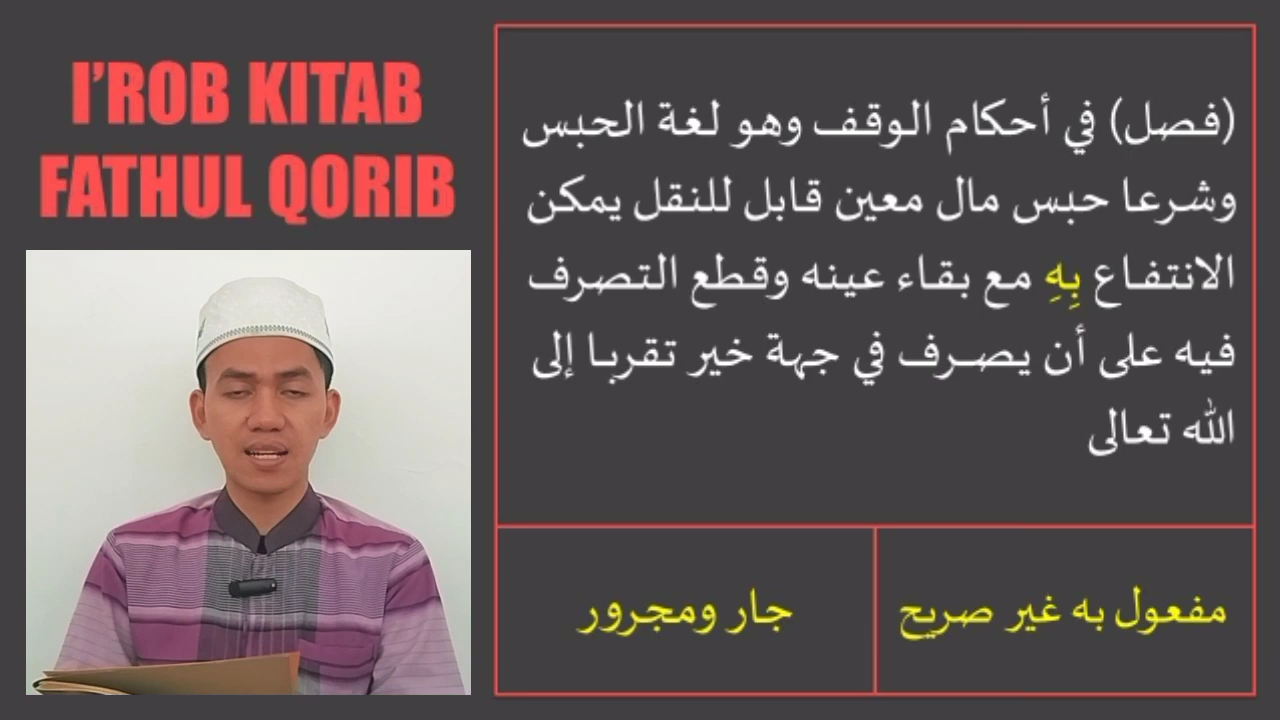 I'ROB KITAB
FATHUL QORIB
(فصل) في أحكام الوقف وهو لغة الحبس
وشرعا حبس مال معين قابل للنقل يمكن
الانتفاع بِهِ مع بقاء عينه وقطع التصرف
فيه على أن يصرف في جهة خير تقربا إلى
الله تعالى
مفعول به غير صريح
جار ومجرور